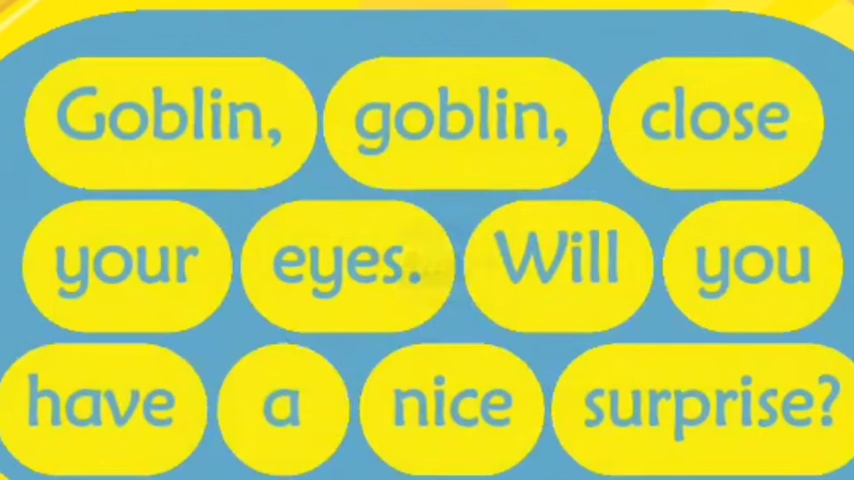 Goblin, goblin, close
your eyes. Will you
have a nice surprise?